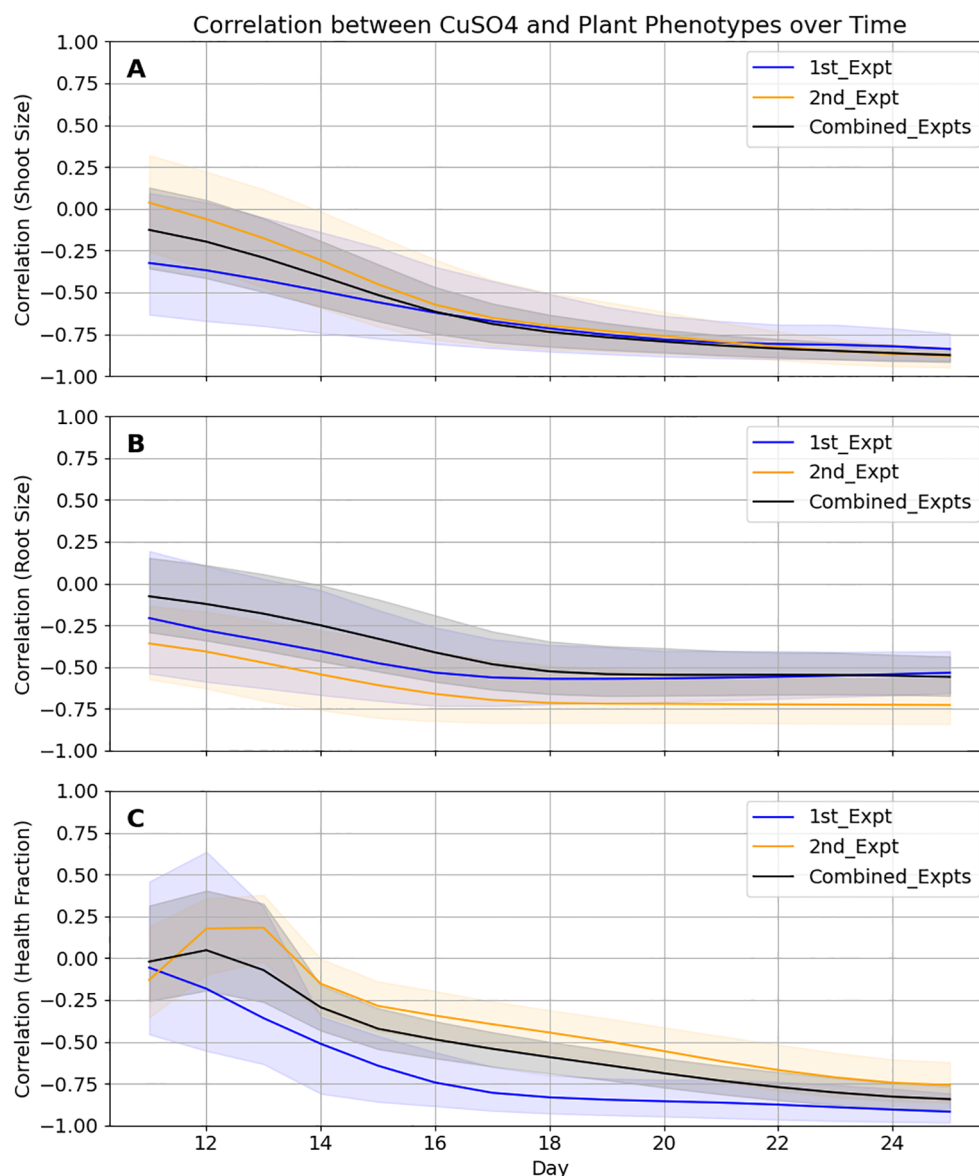 Correlation between CuSO4 and Plant Phenotypes over Time
A
1st_Expt
2nd_Expt
Combined_Expts
Correlation (Shoot Size)
1.00
0.75
0.50
0.25
0.00
−0.25
−0.50
−0.75
−1.00
B
1st_Expt
2nd_Expt
Combined_Expts
Correlation (Root Size)
1.00
0.75
0.50
0.25
0.00
−0.25
−0.50
−0.75
−1.00
C
1st_Expt
2nd_Expt
Combined_Expts
Correlation (Health Fraction)
1.00
0.75
0.50
0.25
0.00
−0.25
−0.50
−0.75
−1.00
12 14 16 18 20 22 24
Day